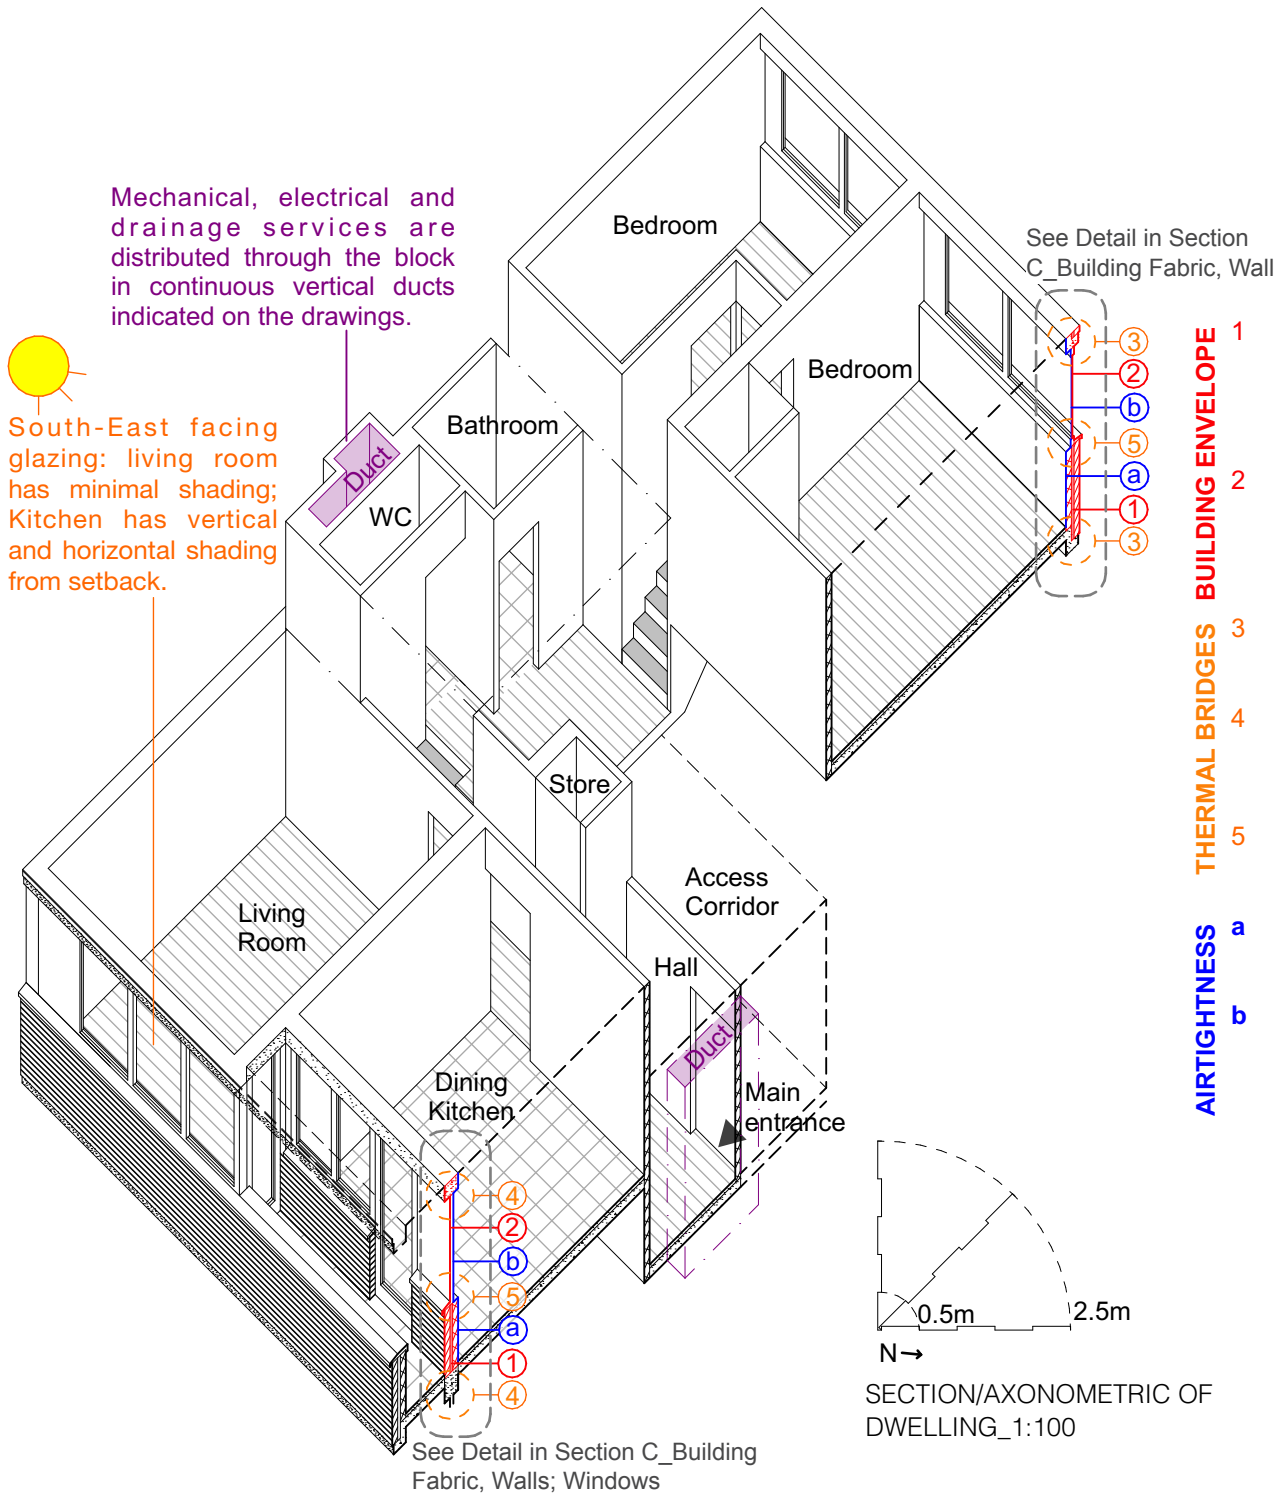 Mechanical, electrical and
drainage services are
distributed through the block
in continuous vertical ducts
indicated on the drawings.
South-East facing
glazing: living room
has minimal shading;
Kitchen has vertical
and horizontal shading
from setback.
Bedroom
Bedroom
Bathroom
Duct
WC
Store
Living
Room
Access
Corridor
Hall
Duct
Dining
Kitchen
Main
entrance
See Detail in Section
C_Building Fabric, Wall
3
2
b
5
a
1
3
4
2
b
5
a
1
4
See Detail in Section C_Building
Fabric, Walls; Windows
BUILDING ENVELOPE
1
2
THERMAL BRIDGES
3
4
5
AIRTIGHTNESS
a
b
0.5m
2.5m
N→
SECTION/AXONOMETRIC OF
DWELLING_1:100